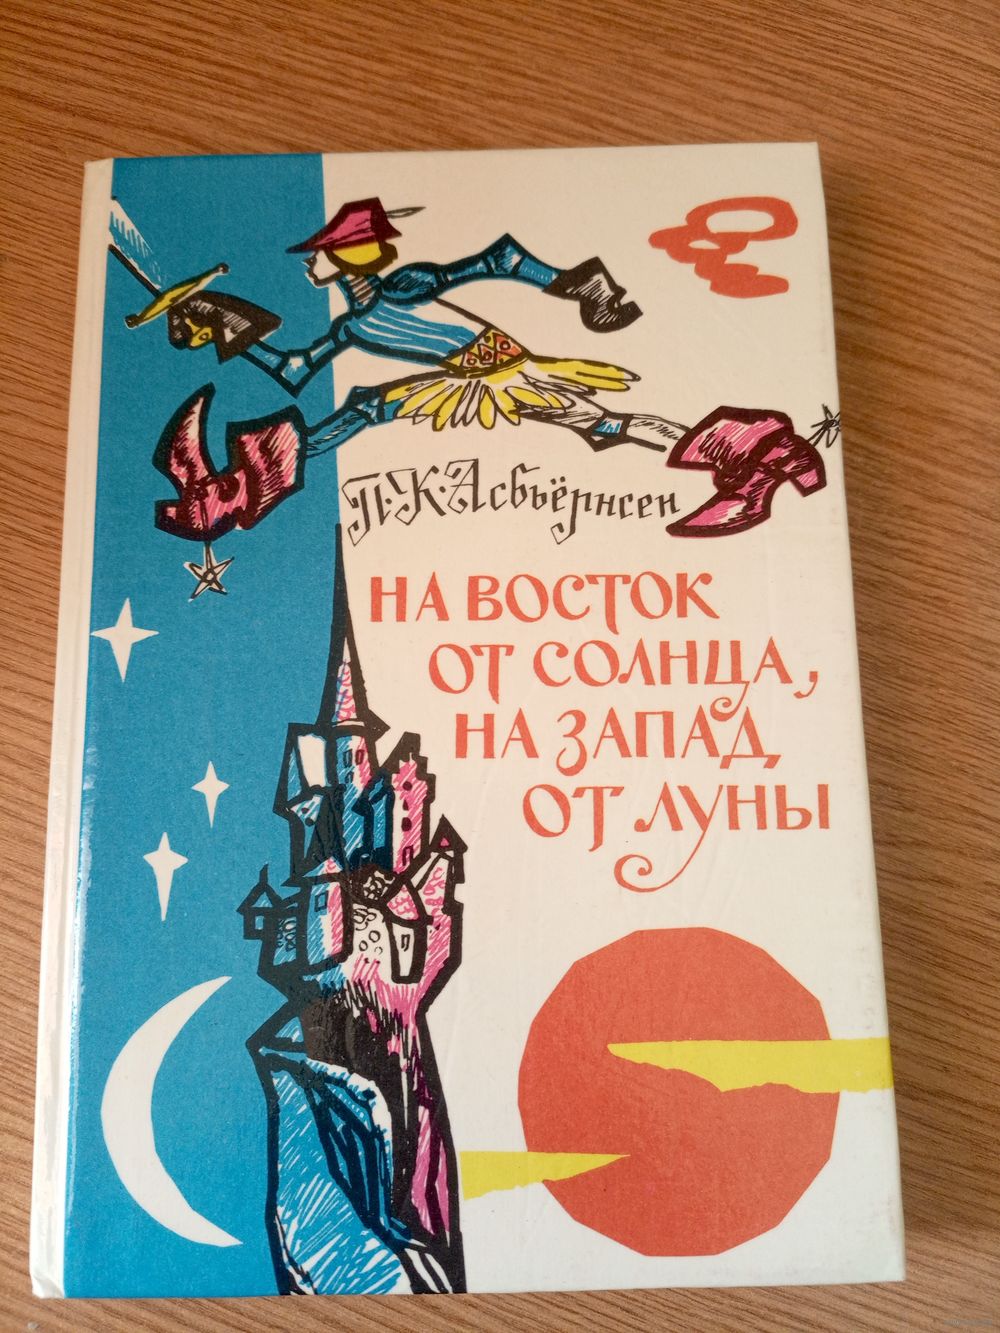 П.К.Асбьёрнсен
НА ВОСТОК
ОТ СОЛНЦА,
НА ЗАПАД
ОТ ЛУНЫ